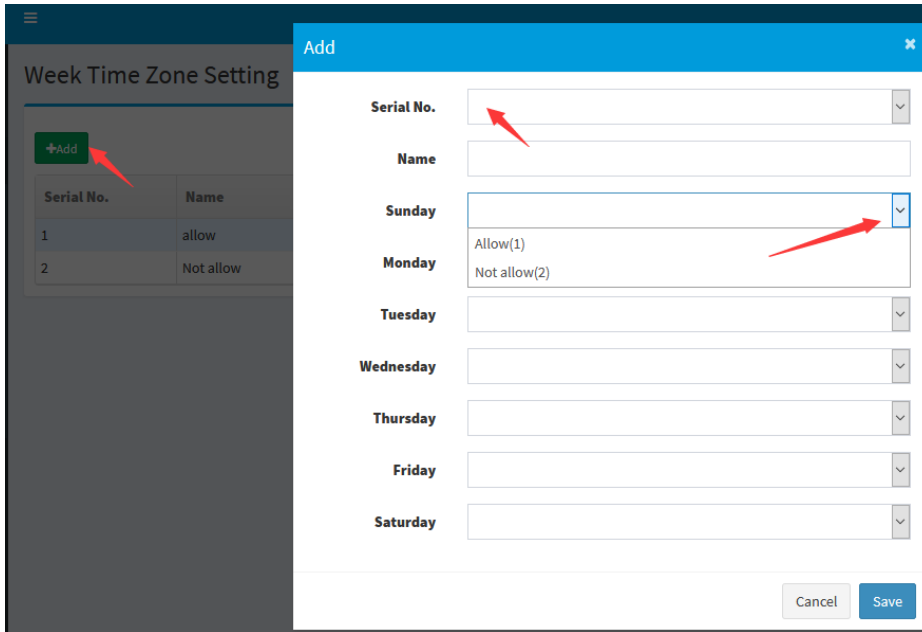 Add
Week Time Zone Setting
+Add
Serial No. Name
1 allow
2 Not allow
Serial No.
Name
Sunday
Allow(1)
Not allow(2)
Monday
Tuesday
Wednesday
Thursday
Friday
Saturday
Cancel Save